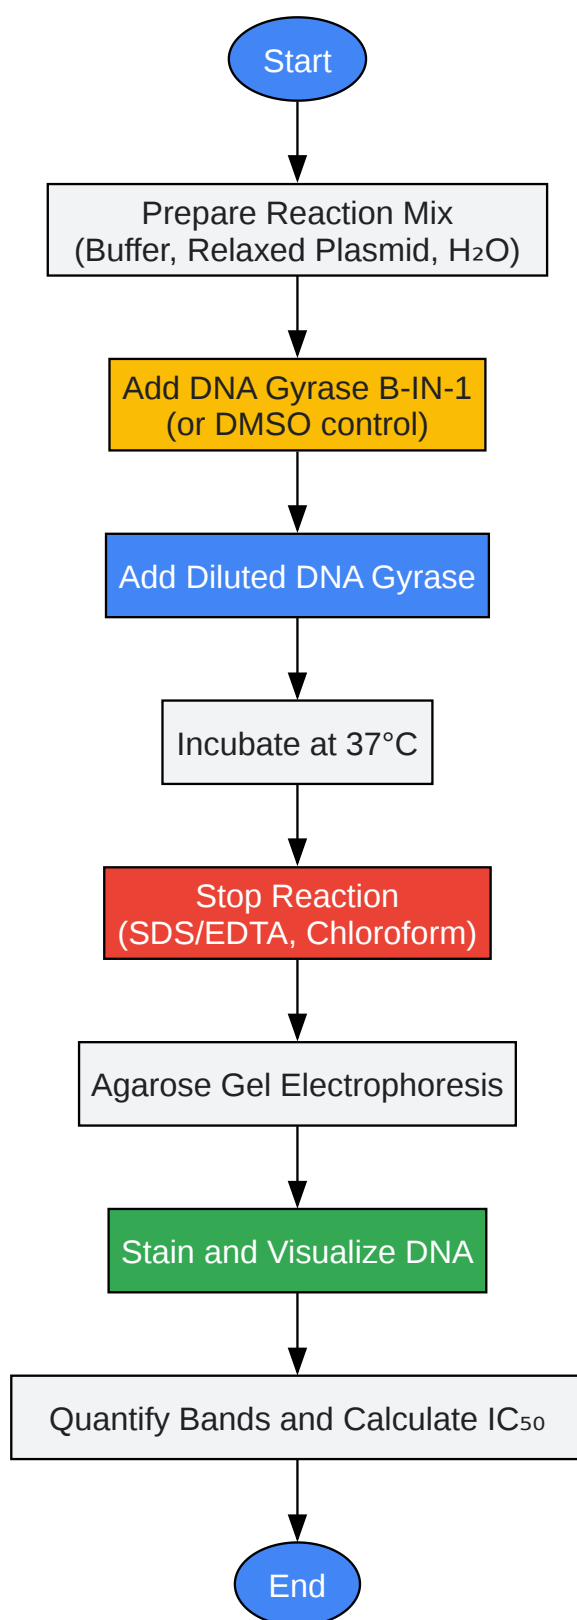 Start
Prepare Reaction Mix
(Buffer, Relaxed Plasmid, H₂O)
Add DNA Gyrase B-IN-1
(or DMSO control)
Add Diluted DNA Gyrase
Incubate at 37°C
Stop Reaction
(SDS/EDTA, Chloroform)
Agarose Gel Electrophoresis
Stain and Visualize DNA
Quantify Bands and Calculate IC₅₀
End